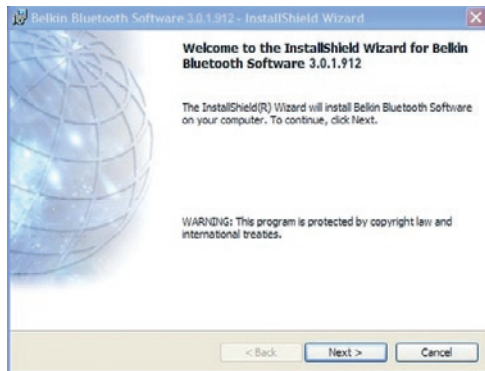 Belkin Bluetooth Software 3.0.1.912 - InstallShield Wizard
Welcome to the InstallShield Wizard for Belkin
Bluetooth Software 3.0.1.912
The InstallShield(R) Wizard will install Belkin Bluetooth Software
on your computer. To continue, click Next.
WARNING: This program is protected by copyright law and
international treaties.
< Back
Next >
Cancel